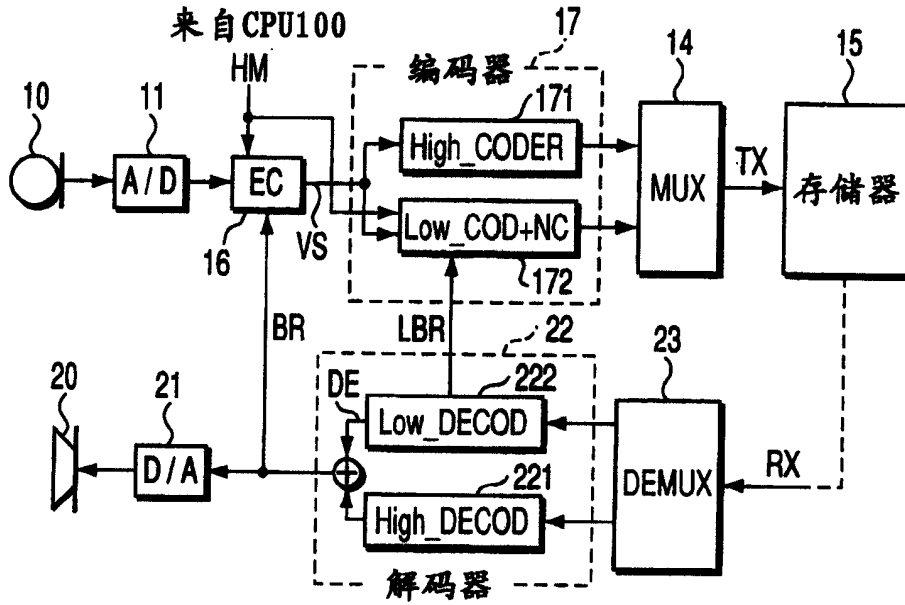 来自CPU100
HM
17
编码器
14
15
10
11
171
A/D
EC
High_CODER
MUX
TX
存储器
16
VS
Low_COD+NC
172
BR
LBR
22
23
20
21
DE
222
Low_DECOD
D/A
221
DEMUX
RX
High_DECOD
解码器